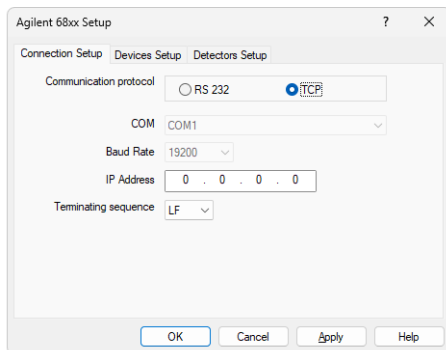 Agilent 68xx Setup ? ×
Connection Setup Devices Setup Detectors Setup
Communication protocol RS 232 TCP
COM COM1
Baud Rate 19200
IP Address 0 . 0 . 0 . 0
Terminating sequence LF
OK Cancel Apply Help